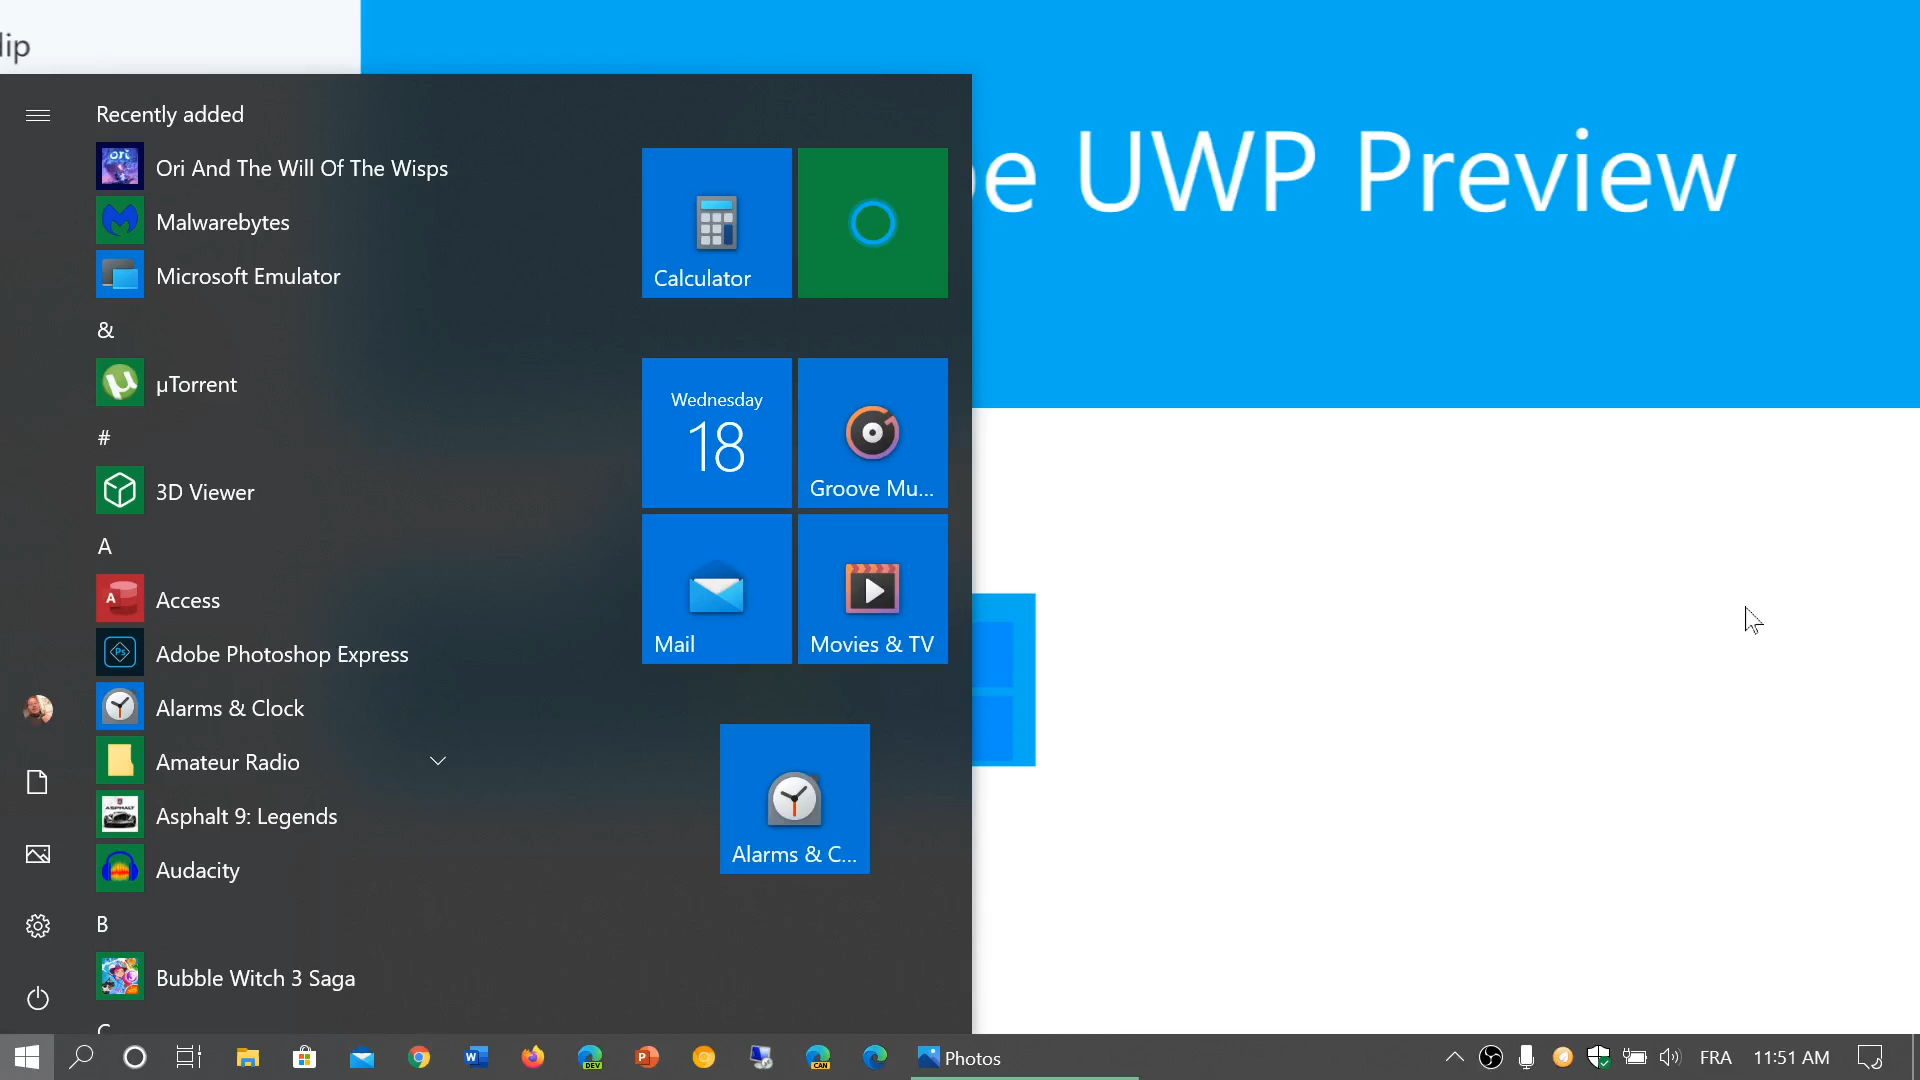 lip
e UWP Preview
Recently added
Ori And The Will Of The Wisps
Malwarebytes
Microsoft Emulator
&
µTorrent
#
3D Viewer
A
Access
Adobe Photoshop Express
Alarms & Clock
Amateur Radio
Asphalt 9: Legends
Audacity
B
Bubble Witch 3 Saga
Calculator
Wednesday
18
Groove Mu...
Mail
Movies & TV
Alarms & C...
Photos
FRA
11:51 AM
DEV
CAN